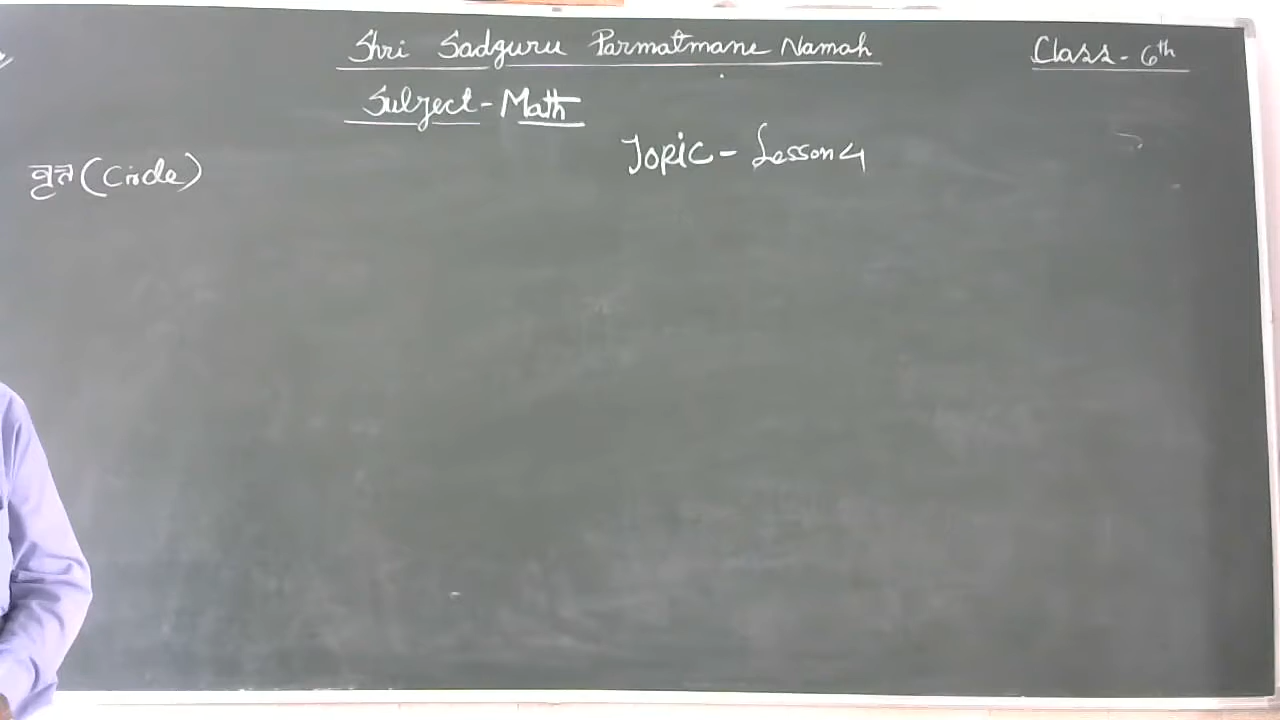 Shri Sadguru Parmatmane Namah
Class - 6th
Subject - Math
Topic - Lesson 4
वृत (Circle)